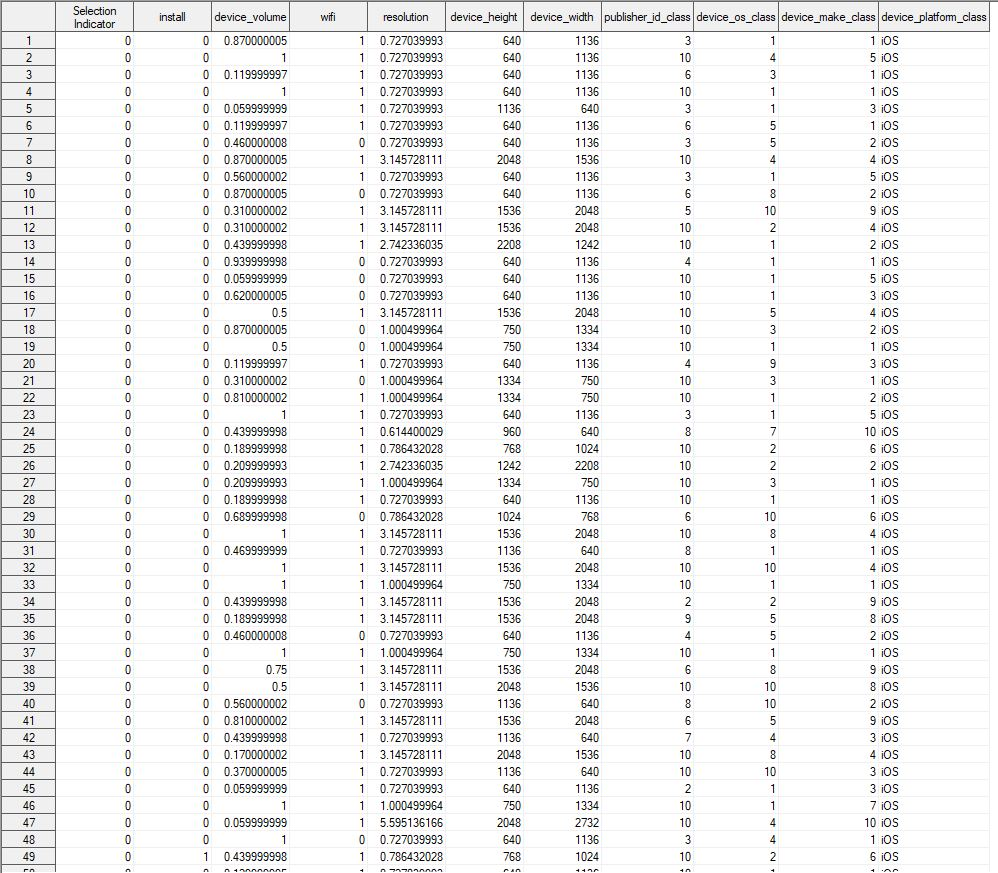 Selection Indicator install device_volume wifi resolution device_height device_width publisher_id_class device_os_class device_make_class device_platform_class
1 0 0 0.870000005 1 0.727039993 640 1136 3 1 1 iOS
2 0 0 1 1 0.727039993 640 1136 10 4 5 iOS
3 0 0 0.119999997 1 0.727039993 640 1136 6 3 1 iOS
4 0 0 1 1 0.727039993 640 1136 10 1 1 iOS
5 0 0 0.059999999 1 0.727039993 1136 640 3 1 3 iOS
6 0 0 0.119999997 1 0.727039993 640 1136 6 5 1 iOS
7 0 0 0.460000008 0 0.727039993 640 1136 3 5 2 iOS
8 0 0 0.870000005 1 3.145728111 2048 1536 10 4 4 iOS
9 0 0 0.560000002 1 0.727039993 640 1136 3 1 5 iOS
10 0 0 0.870000005 0 0.727039993 640 1136 6 8 2 iOS
11 0 0 0.310000002 1 3.145728111 1536 2048 5 10 9 iOS
12 0 0 0.310000002 1 3.145728111 1536 2048 10 2 4 iOS
13 0 0 0.439999998 1 2.742336035 2208 1242 10 1 2 iOS
14 0 0 0.939999998 0 0.727039993 640 1136 4 1 1 iOS
15 0 0 0.059999999 0 0.727039993 640 1136 10 1 5 iOS
16 0 0 0.620000005 0 0.727039993 640 1136 10 1 3 iOS
17 0 0 0.5 1 3.145728111 1536 2048 10 5 4 iOS
18 0 0 0.870000005 0 1.000499964 750 1334 10 3 2 iOS
19 0 0 0.5 0 1.000499964 750 1334 10 1 1 iOS
20 0 0 0.119999997 1 0.727039993 640 1136 4 9 3 iOS
21 0 0 0.310000002 0 1.000499964 1334 750 10 3 1 iOS
22 0 0 0.810000002 1 1.000499964 1334 750 10 1 2 iOS
23 0 0 1 1 0.727039993 640 1136 3 1 5 iOS
24 0 0 0.439999998 1 0.614400029 960 640 8 7 10 iOS
25 0 0 0.189999998 1 0.786432028 768 1024 10 2 6 iOS
26 0 0 0.209999993 1 2.742336035 1242 2208 10 2 2 iOS
27 0 0 0.209999993 1 1.000499964 1334 750 10 3 1 iOS
28 0 0 0.189999998 1 0.727039993 640 1136 10 1 1 iOS
29 0 0 0.689999998 0 0.786432028 1024 768 6 10 6 iOS
30 0 0 1 1 3.145728111 1536 2048 10 8 4 iOS
31 0 0 0.469999999 1 0.727039993 1136 640 8 1 1 iOS
32 0 0 1 1 3.145728111 1536 2048 10 10 4 iOS
33 0 0 1 1 1.000499964 750 1334 10 1 1 iOS
34 0 0 0.439999998 1 3.145728111 1536 2048 2 2 9 iOS
35 0 0 0.189999998 1 3.145728111 1536 2048 9 5 8 iOS
36 0 0 0.460000008 0 0.727039993 640 1136 4 5 2 iOS
37 0 0 1 1 1.000499964 750 1334 10 1 1 iOS
38 0 0 0.75 1 3.145728111 1536 2048 6 8 9 iOS
39 0 0 0.5 1 3.145728111 2048 1536 10 10 8 iOS
40 0 0 0.560000002 0 0.727039993 1136 640 8 10 2 iOS
41 0 0 0.810000002 1 3.145728111 1536 2048 6 5 9 iOS
42 0 0 0.439999998 1 0.727039993 1136 640 7 4 3 iOS
43 0 0 0.170000002 1 3.145728111 2048 1536 10 8 4 iOS
44 0 0 0.370000005 1 0.727039993 1136 640 10 10 3 iOS
45 0 0 0.059999999 1 0.727039993 640 1136 2 1 3 iOS
46 0 0 1 1 1.000499964 750 1334 10 1 7 iOS
47 0 0 0.059999999 1 5.595136166 2048 2732 10 4 10 iOS
48 0 0 1 0 0.727039993 640 1136 3 4 1 iOS
49 0 1 0.439999998 1 0.786432028 768 1024 10 2 6 iOS